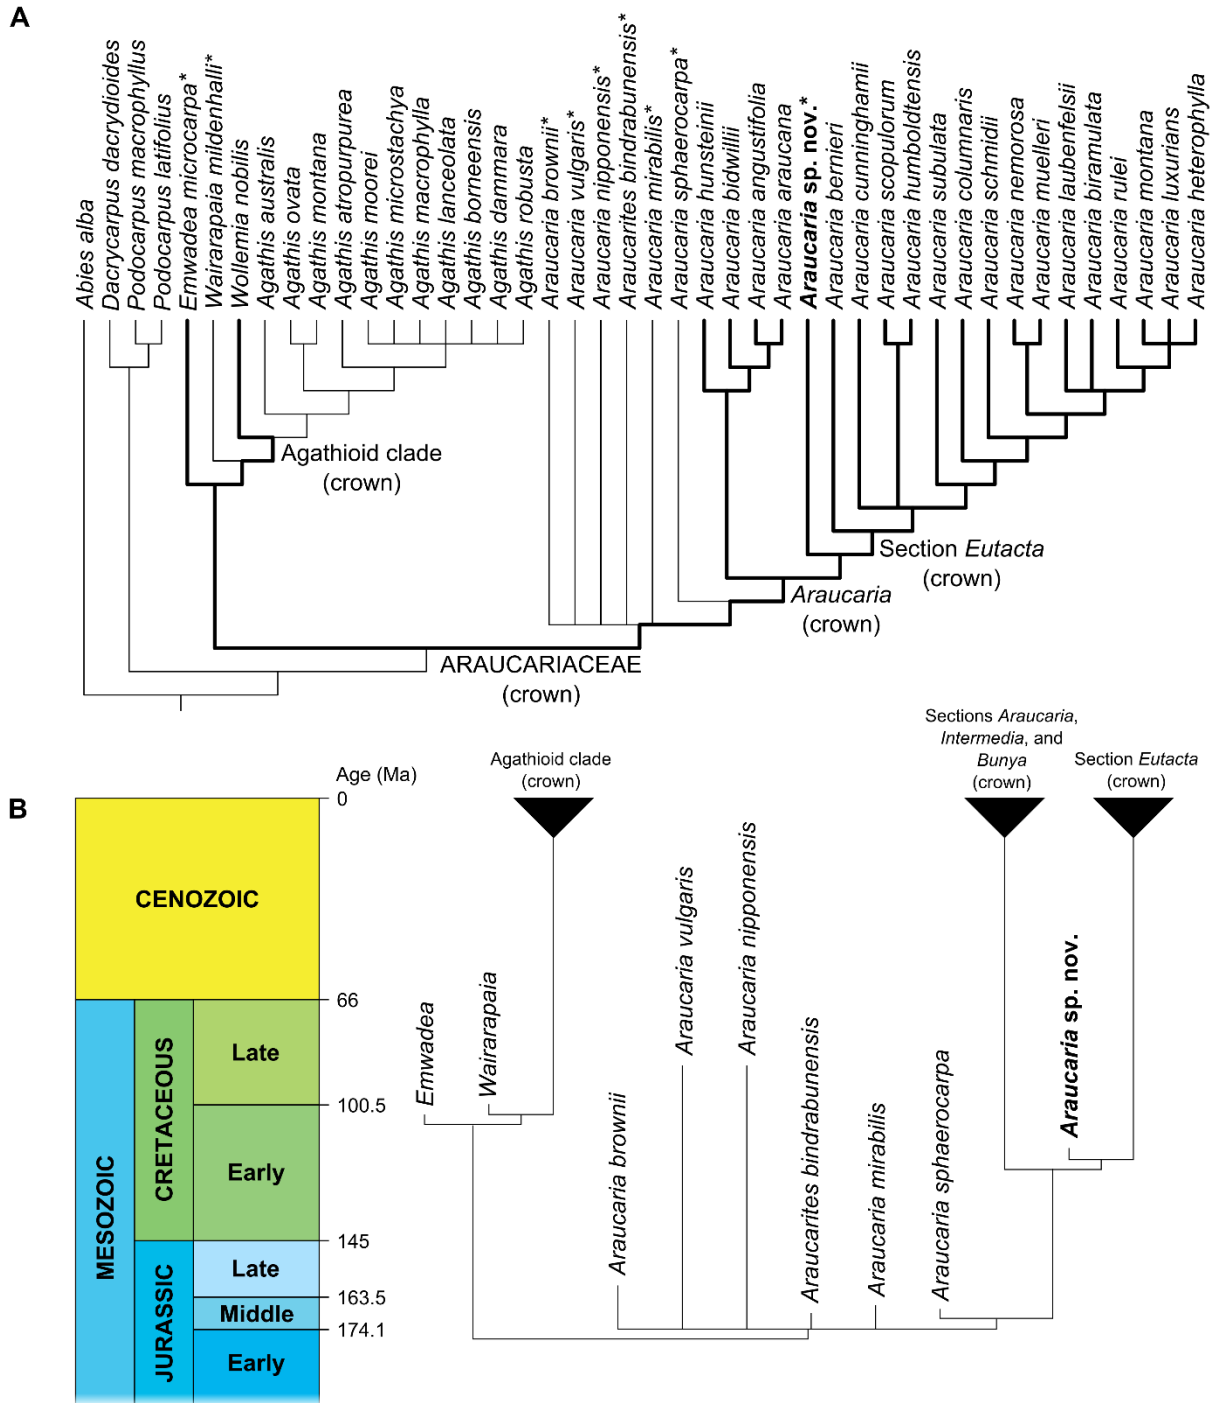 A
Abies alba
Dacrycarpus dacrydioides
Podocarpus macrophyllus
Podocarpus latifolius
Emwadea microcarpa*
Wairarapaia mildenhalli*
Wollemia nobilis
Agathis australis
Agathis ovata
Agathis montana
Agathis atropurpurea
Agathis moorei
Agathis microstachya
Agathis macrophylla
Agathis lanceolata
Agathis borneensis
Agathis dammara
Agathis robusta
Araucaria brownii*
Araucaria vulgaris*
Araucaria nipponensis*
Araucarites bindrabunensis*
Araucaria mirabilis*
Araucaria sphaerocarpa*
Araucaria hunsteinii
Araucaria bidwillii
Araucaria angustifolia
Araucaria araucana
Araucaria sp. nov.*
Araucaria bernieri
Araucaria cunninghamii
Araucaria scopulorum
Araucaria humboldtensis
Araucaria subulata
Araucaria columnaris
Araucaria schmidii
Araucaria nemorosa
Araucaria muelleri
Araucaria laubenfelsii
Araucaria biramulata
Araucaria rulei
Araucaria montana
Araucaria luxurians
Araucaria heterophylla
Agathioid clade
(crown)
Section Eutacta
(crown)
Araucaria
(crown)
ARAUCARIACEAE
(crown)
B
Age (Ma)
0
66
100.5
145
163.5
174.1
CENOZOIC
MESOZOIC
CRETACEOUS
Late
Early
JURASSIC
Late
Middle
Early
Agathioid clade
(crown)
Sections Araucaria,
Intermedia, and
Bunya
(crown)
Section Eutacta
(crown)
Emwadea
Wairarapaia
Araucaria brownii
Araucaria vulgaris
Araucaria nipponensis
Araucarites bindrabunensis
Araucaria mirabilis
Araucaria sphaerocarpa
Araucaria sp. nov.